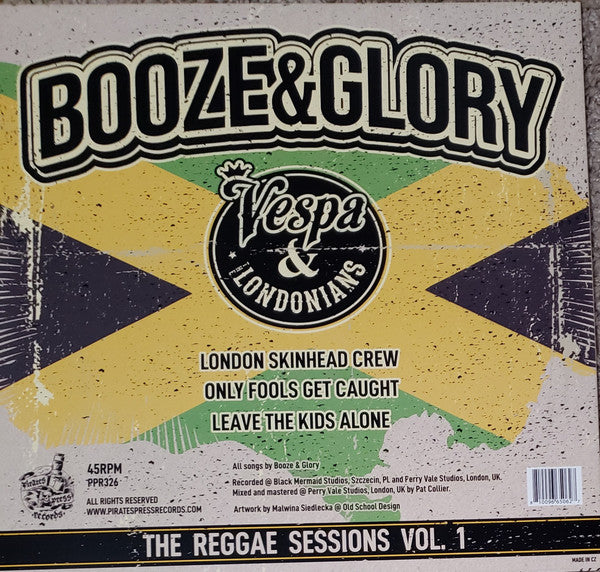 BOOZE&GLORY
Vespa
&
THE LONDONIANS
LONDON SKINHEAD CREW
ONLY FOOLS GET CAUGHT
LEAVE THE KIDS ALONE
45RPM
PPR326
Pirates
Press
Records
ALL RIGHTS RESERVED
WWW.PIRATESPRESSRECORDS.COM
All songs by Booze & Glory
Recorded @ Black Mermaid Studios, Szczecin, PL and Perry Vale Studios, London, UK.
Mixed and mastered @ Perry Vale Studios, London, UK by Pat Collier.
Artwork by Malwina Siedlecka @ Old School Design
THE REGGAE SESSIONS VOL. 1
MADE IN CZ